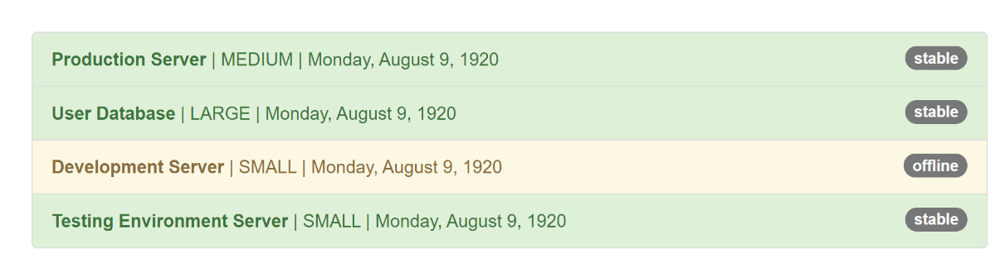 Production Server | MEDIUM | Monday, August 9, 1920 stable
User Database | LARGE | Monday, August 9, 1920 stable
Development Server | SMALL | Monday, August 9, 1920 offline
Testing Environment Server | SMALL | Monday, August 9, 1920 stable